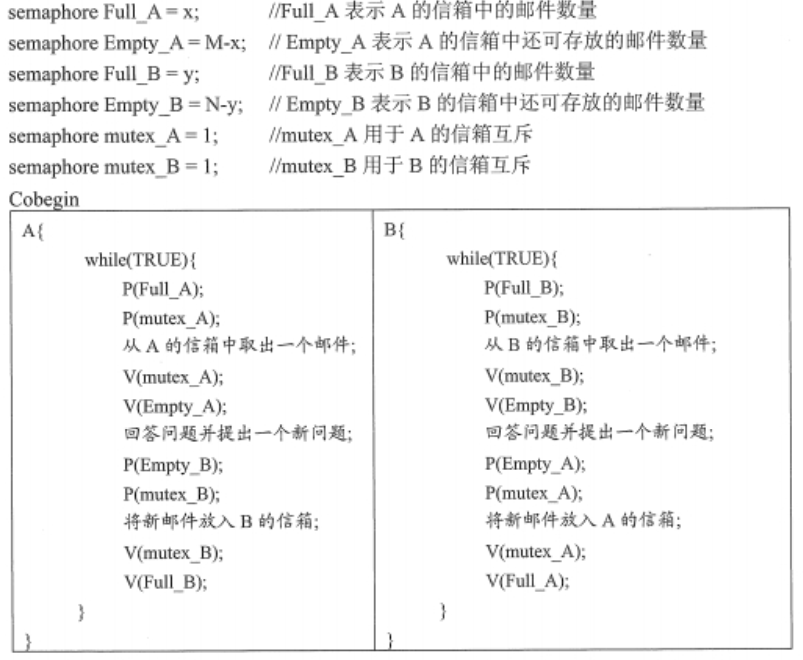 semaphore Full_A = x; //Full_A 表示 A 的信箱中的邮件数量
semaphore Empty_A = M-x; // Empty_A 表示 A 的信箱中还可存放的邮件数量
semaphore Full_B = y; //Full_B 表示 B 的信箱中的邮件数量
semaphore Empty_B = N-y; // Empty_B 表示 B 的信箱中还可存放的邮件数量
semaphore mutex_A = 1; //mutex_A 用于 A 的信箱互斥
semaphore mutex_B = 1; //mutex_B 用于 B 的信箱互斥
Cobegin
A{
while(TRUE){
P(Full_A);
P(mutex_A);
从 A 的信箱中取出一个邮件;
V(mutex_A);
V(Empty_A);
回答问题并提出一个新问题;
P(Empty_B);
P(mutex_B);
将新邮件放入 B 的信箱;
V(mutex_B);
V(Full_B);
}
}
B{
while(TRUE){
P(Full_B);
P(mutex_B);
从 B 的信箱中取出一个邮件;
V(mutex_B);
V(Empty_B);
回答问题并提出一个新问题;
P(Empty_A);
P(mutex_A);
将新邮件放入 A 的信箱;
V(mutex_A);
V(Full_A);
}
}